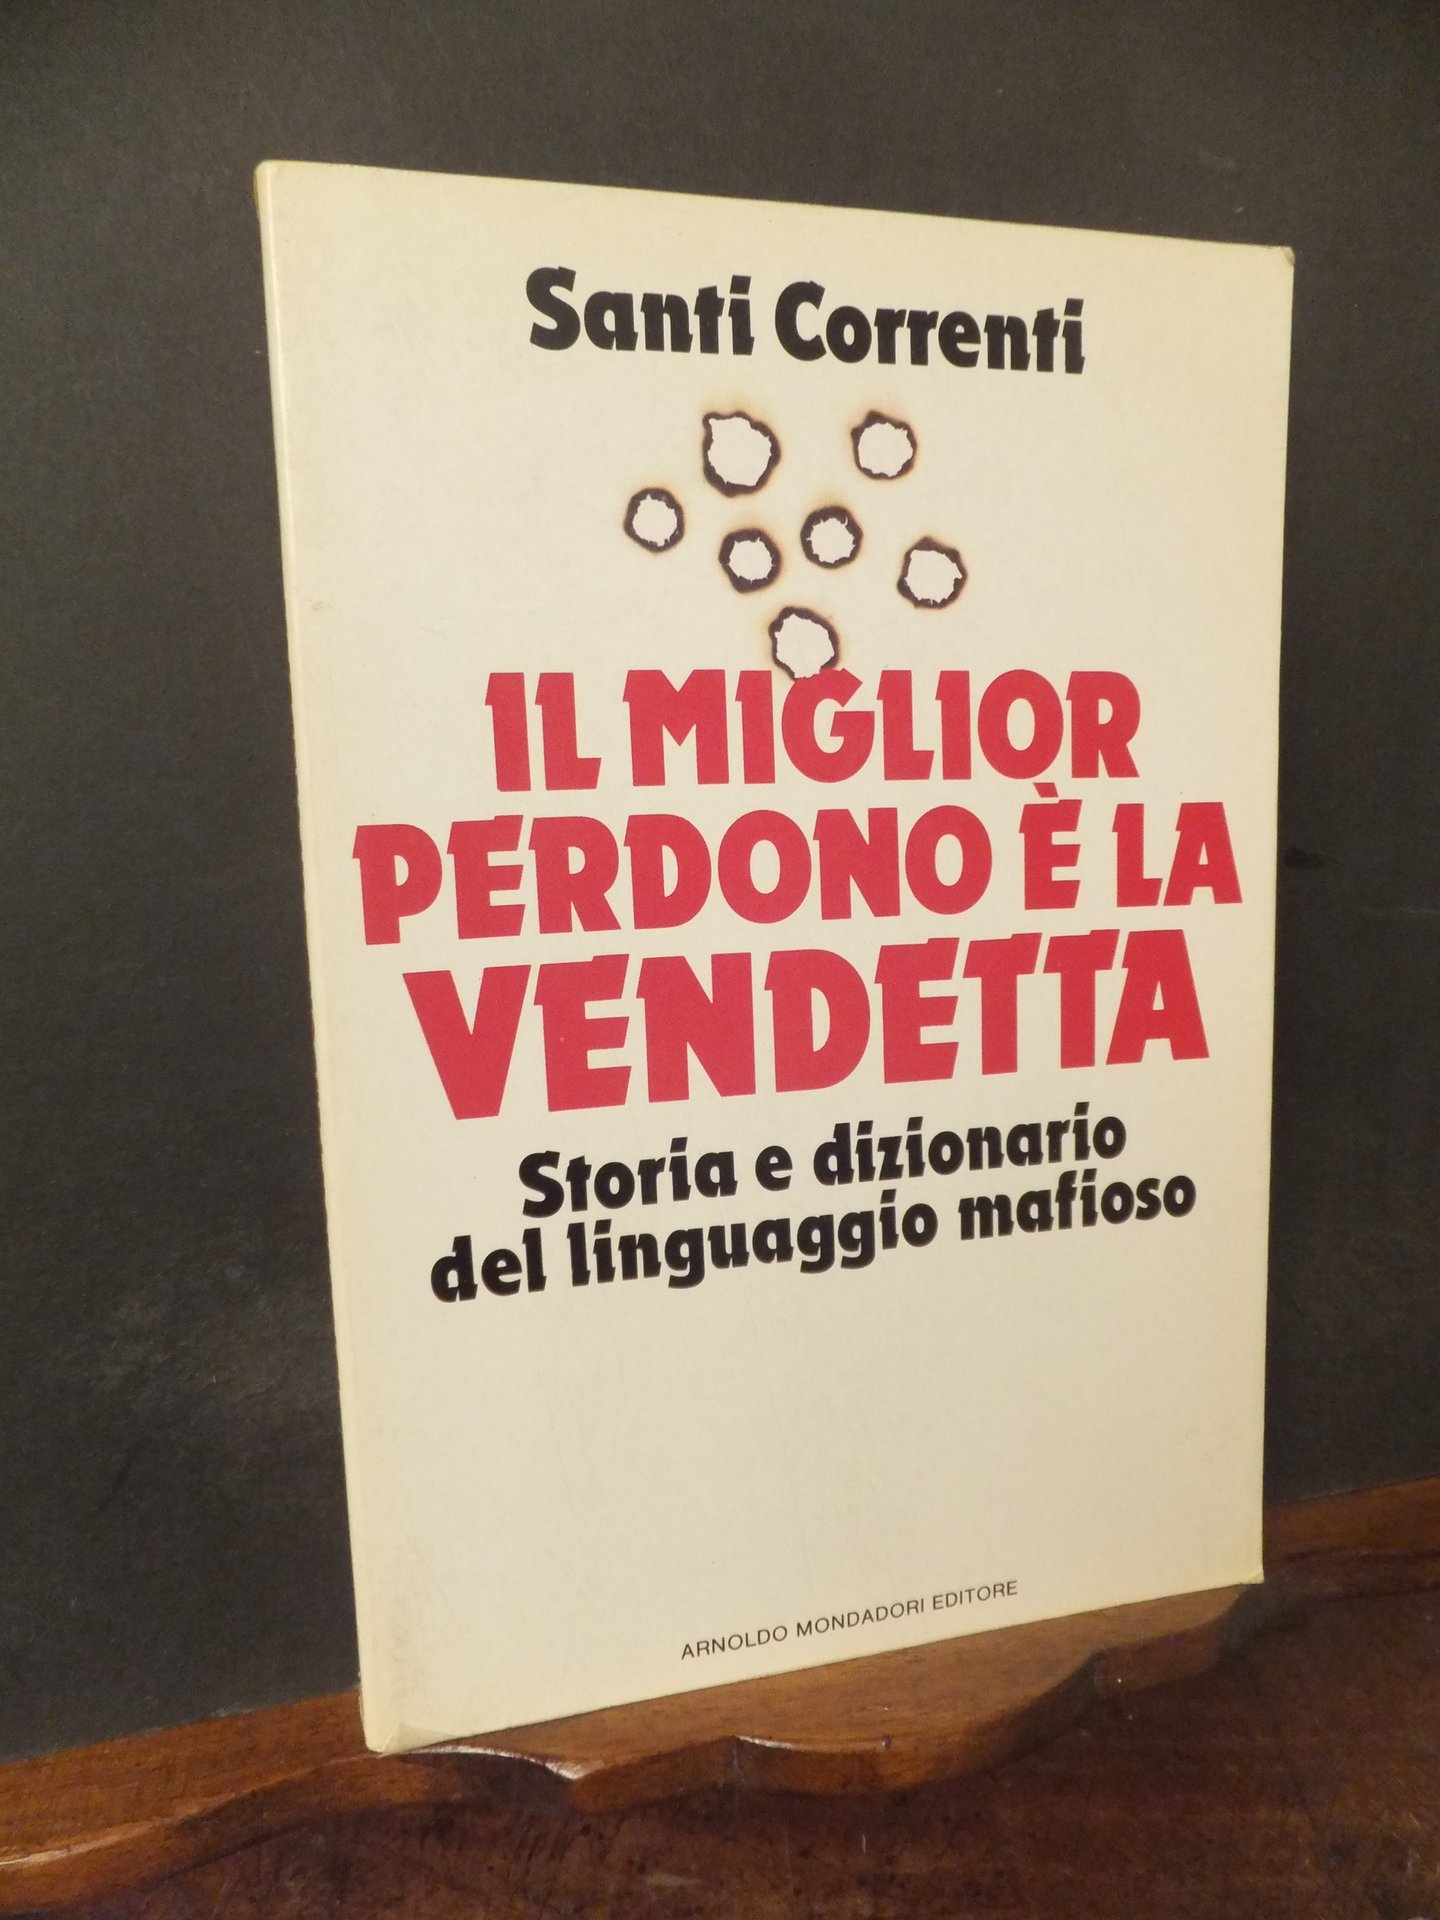 Santi Correnti
IL MIGLIOR
PERDONO È LA
VENDETTA
Storia e dizionario
del linguaggio mafioso
ARNOLDO MONDADORI EDITORE